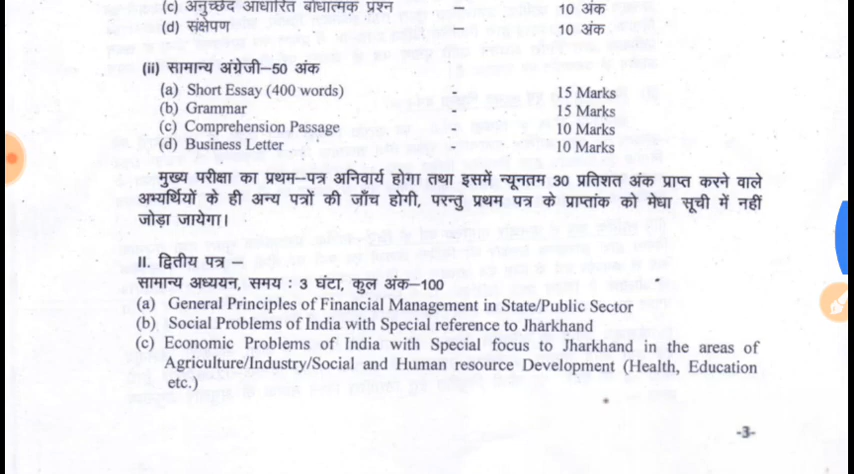 (c) अनुच्छेद आधारित बोधात्मक प्रश्न – 10 अंक
(d) संक्षेपण – 10 अंक
(ii) सामान्य अंग्रेजी–50 अंक
(a) Short Essay (400 words) - 15 Marks
(b) Grammar 15 Marks
(c) Comprehension Passage - 10 Marks
(d) Business Letter 10 Marks
मुख्य परीक्षा का प्रथम–पत्र अनिवार्य होगा तथा इसमें न्यूनतम 30 प्रतिशत अंक प्राप्त करने वाले
अभ्यर्थियों के ही अन्य पत्रों की जाँच होगी, परन्तु प्रथम पत्र के प्राप्तांक को मेघा सूची में नहीं
जोड़ा जायेगा।
II. द्वितीय पत्र –
सामान्य अध्ययन, समय : 3 घंटा, कुल अंक–100
(a) General Principles of Financial Management in State/Public Sector
(b) Social Problems of India with Special reference to Jharkhand
(c) Economic Problems of India with Special focus to Jharkhand in the areas of
Agriculture/Industry/Social and Human resource Development (Health, Education
etc.)
-3-